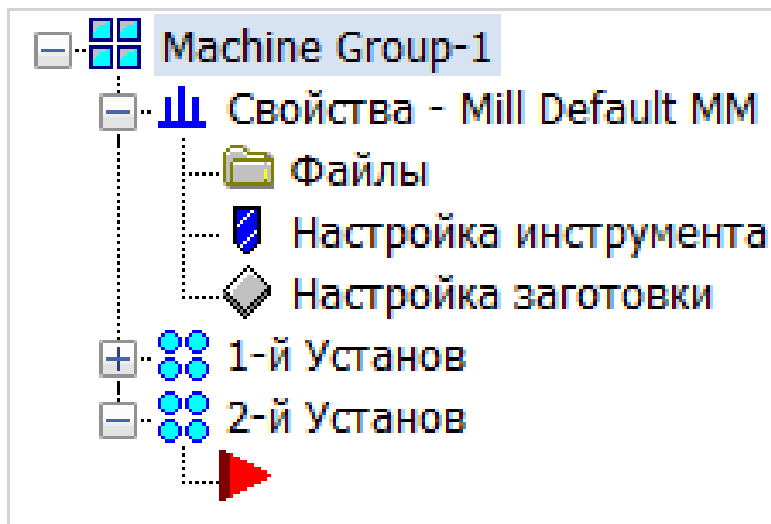 Machine Group-1
Свойства - Mill Default MM
Файлы
Настройка инструмента
Настройка заготовки
1-й Установ
2-й Установ